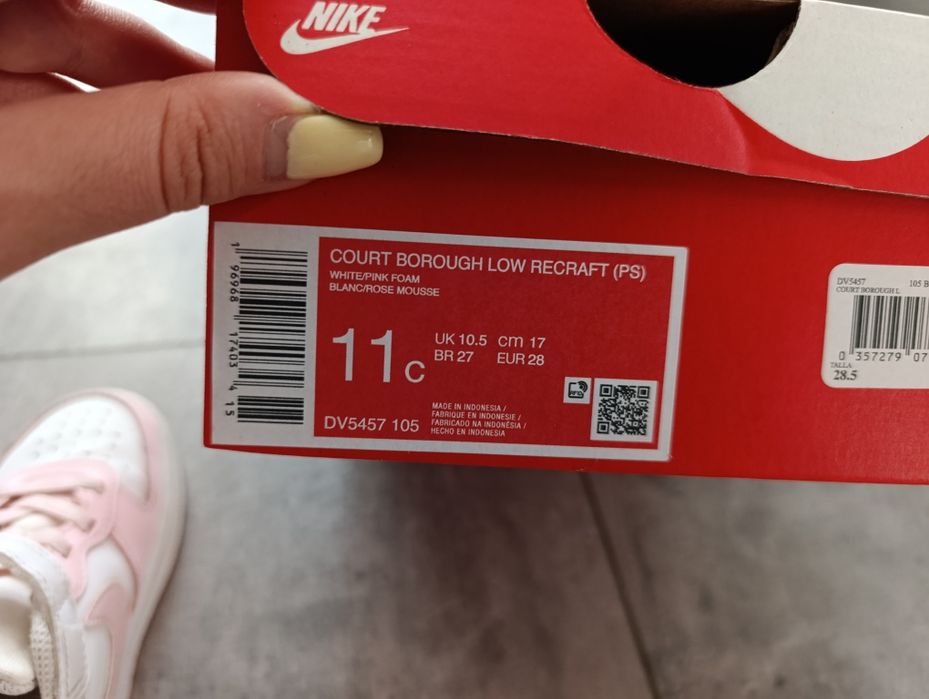 NIKE
COURT BOROUGH LOW RECRAFT (PS)
WHITE/PINK FOAM
BLANC/ROSE MOUSSE
11C
UK 10.5 cm 17
BR 27 EUR 28
DV5457 105
MADE IN INDONESIA /
FABRIQUE EN INDONESIE /
FABRICADO NA INDONÉSIA /
HECHO EN INDONESIA
1 96968 17403 4 15
DV5457 105 B
COURT BOROUGH L
0 357279 07
TALLA
28.5